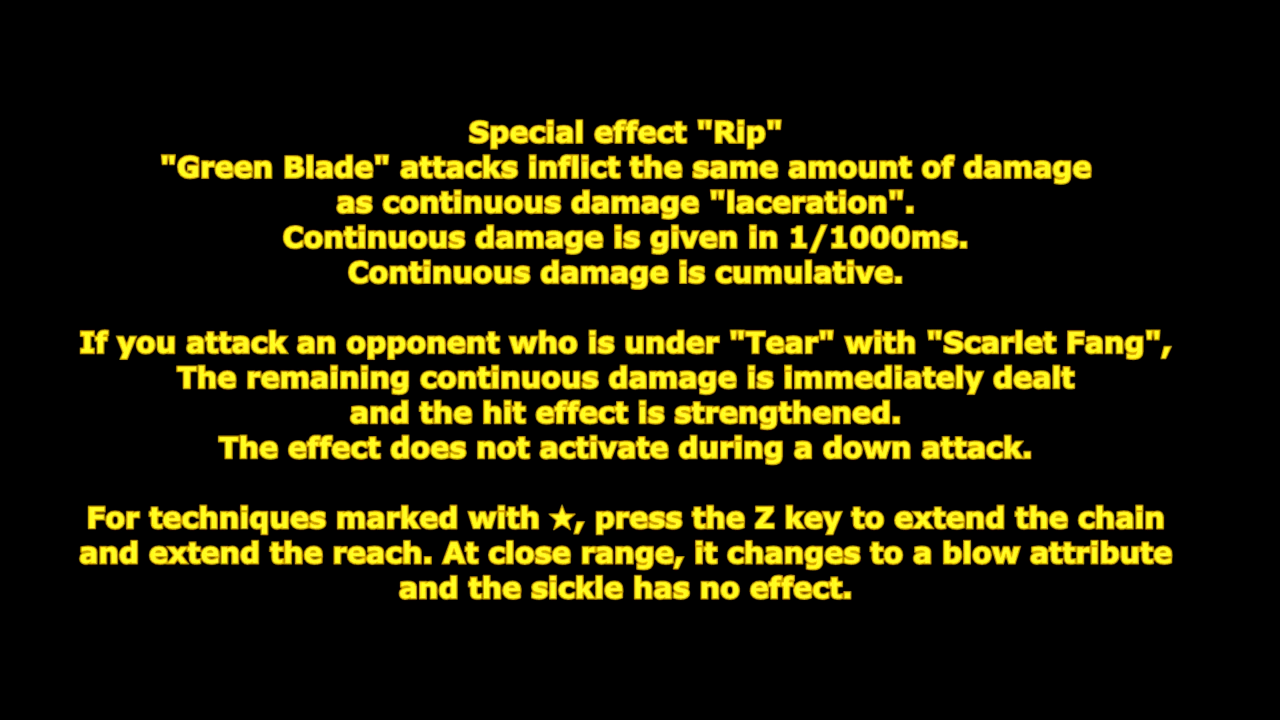 Special effect "Rip"
"Green Blade" attacks inflict the same amount of damage
as continuous damage "laceration".
Continuous damage is given in 1/1000ms.
Continuous damage is cumulative.
If you attack an opponent who is under "Tear" with "Scarlet Fang",
The remaining continuous damage is immediately dealt
and the hit effect is strengthened.
The effect does not activate during a down attack.
For techniques marked with ★, press the Z key to extend the chain
and extend the reach. At close range, it changes to a blow attribute
and the sickle has no effect.